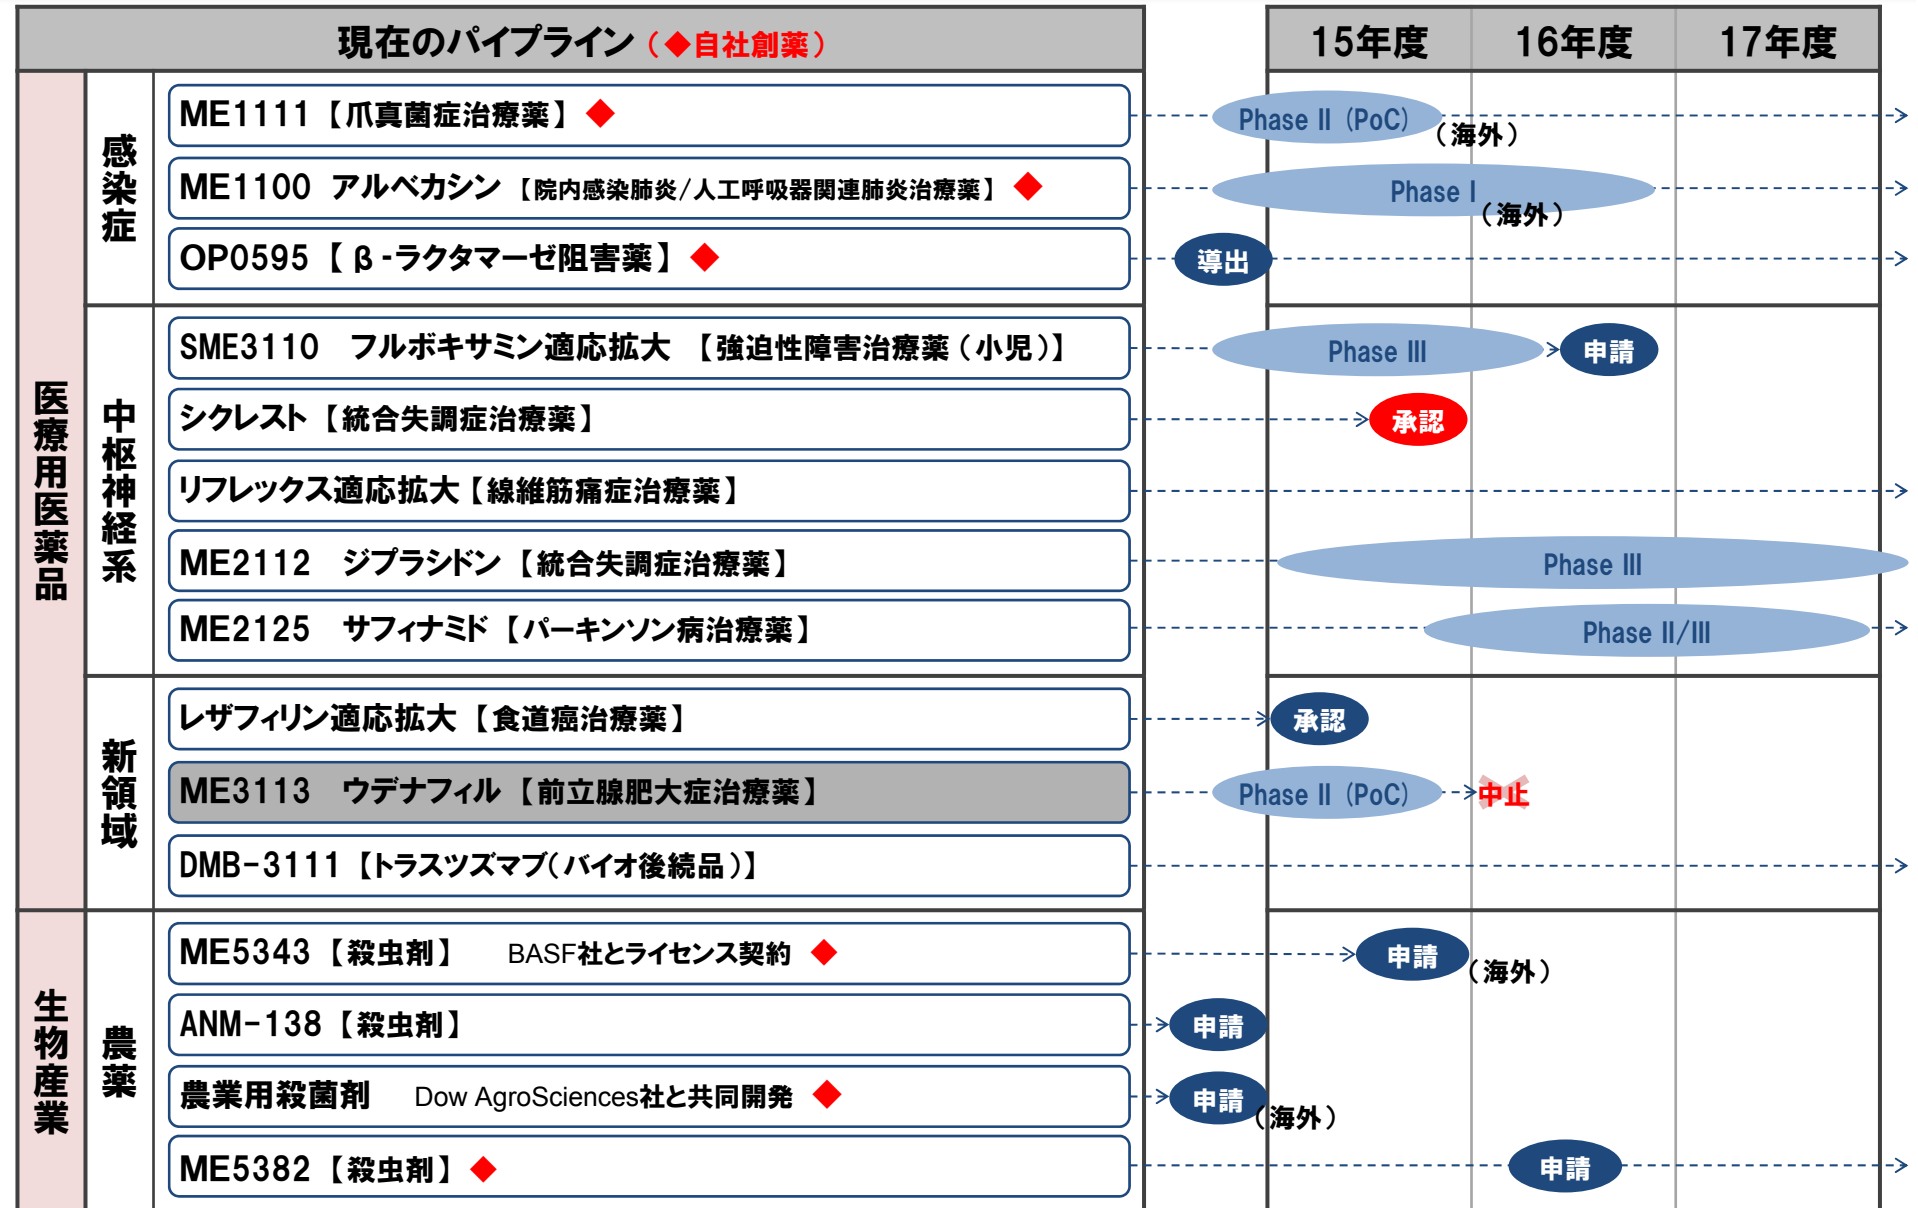 現在のパイプライン（◆自社創薬）
15年度 16年度 17年度
医療用医薬品
感染症
ME1111【爪真菌症治療薬】◆
Phase II (PoC)
（海外）
ME1100 アルベカシン【院内感染肺炎/人工呼吸器関連肺炎治療薬】◆
Phase I
（海外）
OP0595【β-ラクタマーゼ阻害薬】◆
導出
中枢神経系
SME3110 フルボキサミン適応拡大【強迫性障害治療薬（小児）】
Phase III
申請
シクレスト【統合失調症治療薬】
承認
リフレックス適応拡大【線維筋痛症治療薬】
ME2112 ジプラシドン【統合失調症治療薬】
Phase III
ME2125 サフィナミド【パーキンソン病治療薬】
Phase II/III
新領域
レザフィリン適応拡大【食道癌治療薬】
承認
ME3113 ウデナフィル【前立腺肥大症治療薬】
Phase II (PoC)
中止
DMB-3111【トラスツズマブ（バイオ後続品）】
生物産業
農薬
ME5343【殺虫剤】 BASF社とライセンス契約 ◆
申請
（海外）
ANM-138【殺虫剤】
申請
農業用殺菌剤 Dow AgroSciences社と共同開発 ◆
申請
（海外）
ME5382【殺虫剤】◆
申請